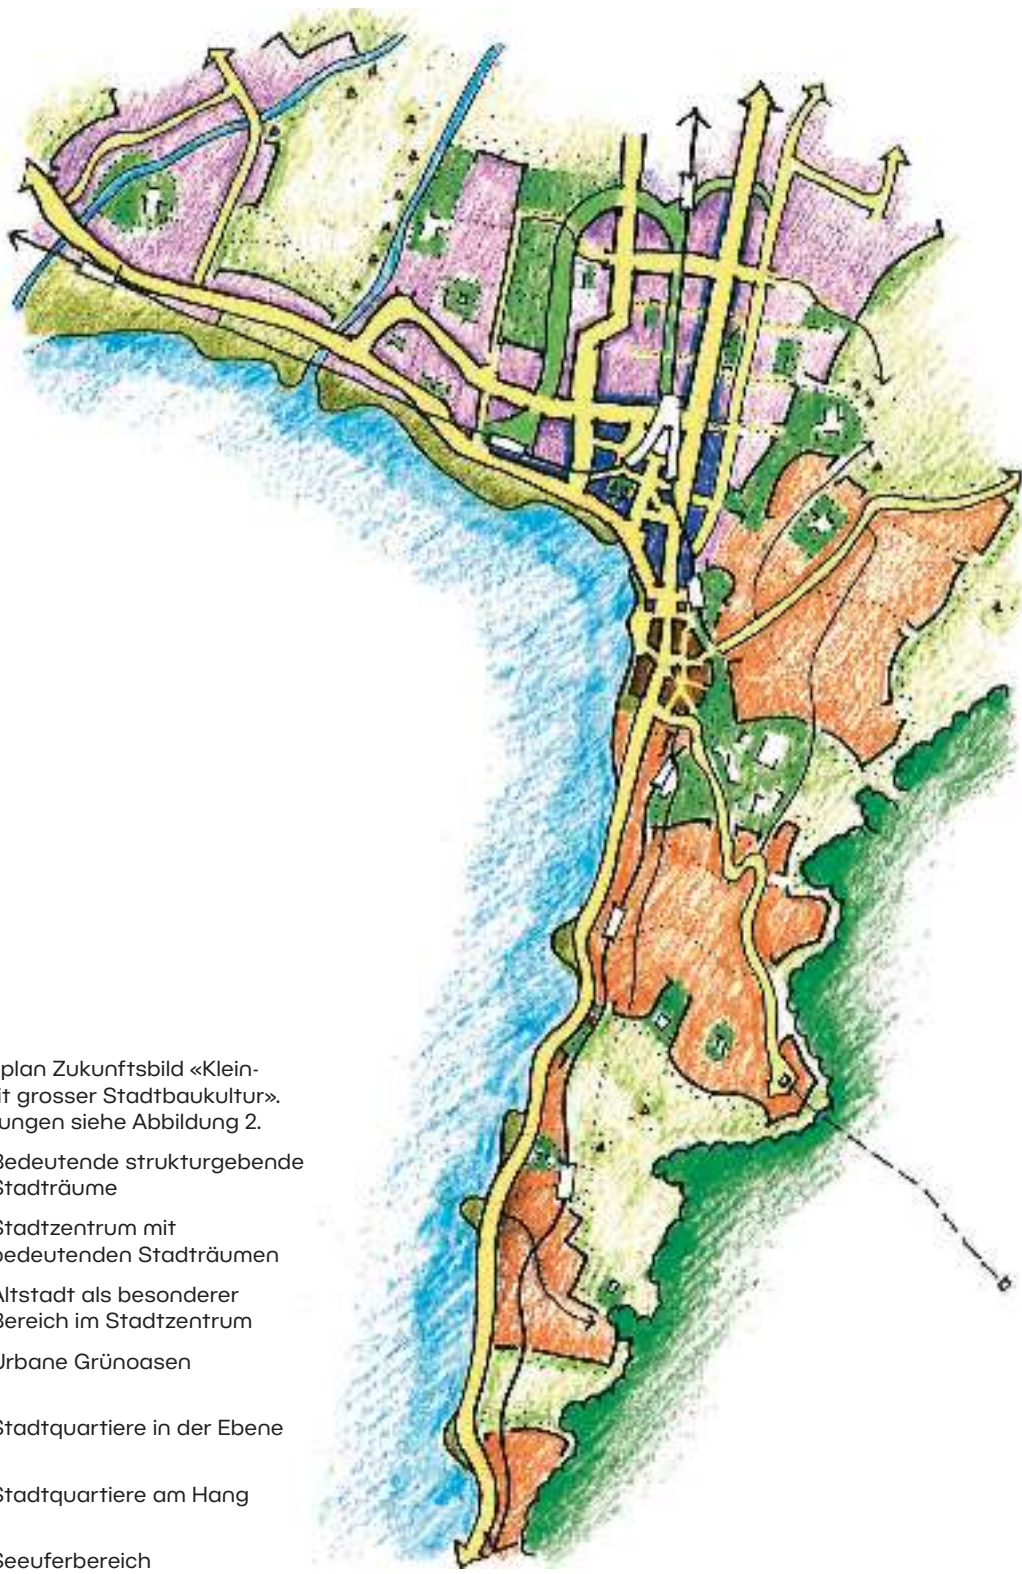 plan Zukunftsbild «Klein-
it grosser Stadtbaukultur».
ungen siehe Abbildung 2.
Bedeutende strukturgebende
Stadträume
Stadtzentrum mit
bedeutenden Stadträumen
Altstadt als besonderer
Bereich im Stadtzentrum
Urbane Grünoasen
Stadtquartiere in der Ebene
Stadtquartiere am Hang
Seeuferbereich